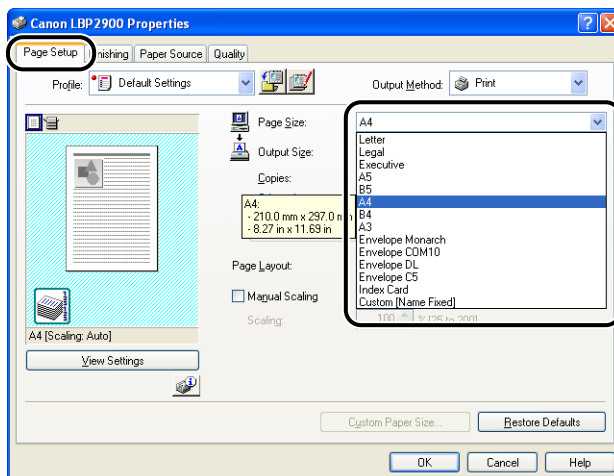 Canon LBP2900 Properties
Page Setup Finishing Paper Source Quality
Profile: Default Settings Output Method: Print
Page Size: A4
Letter
Legal
Executive
A5
B5
A4
B4
A3
Envelope Monarch
Envelope COM10
Envelope DL
Envelope C5
Index Card
Custom [Name Fixed]
Output Size:
Copies:
A4:
- 210.0 mm x 297.0 m
- 8.27 in x 11.69 in
Page Layout:
Manual Scaling
Scaling: 100 % [25 to 200]
A4 [Scaling: Auto]
View Settings
Custom Paper Size... Restore Defaults
OK Cancel Help